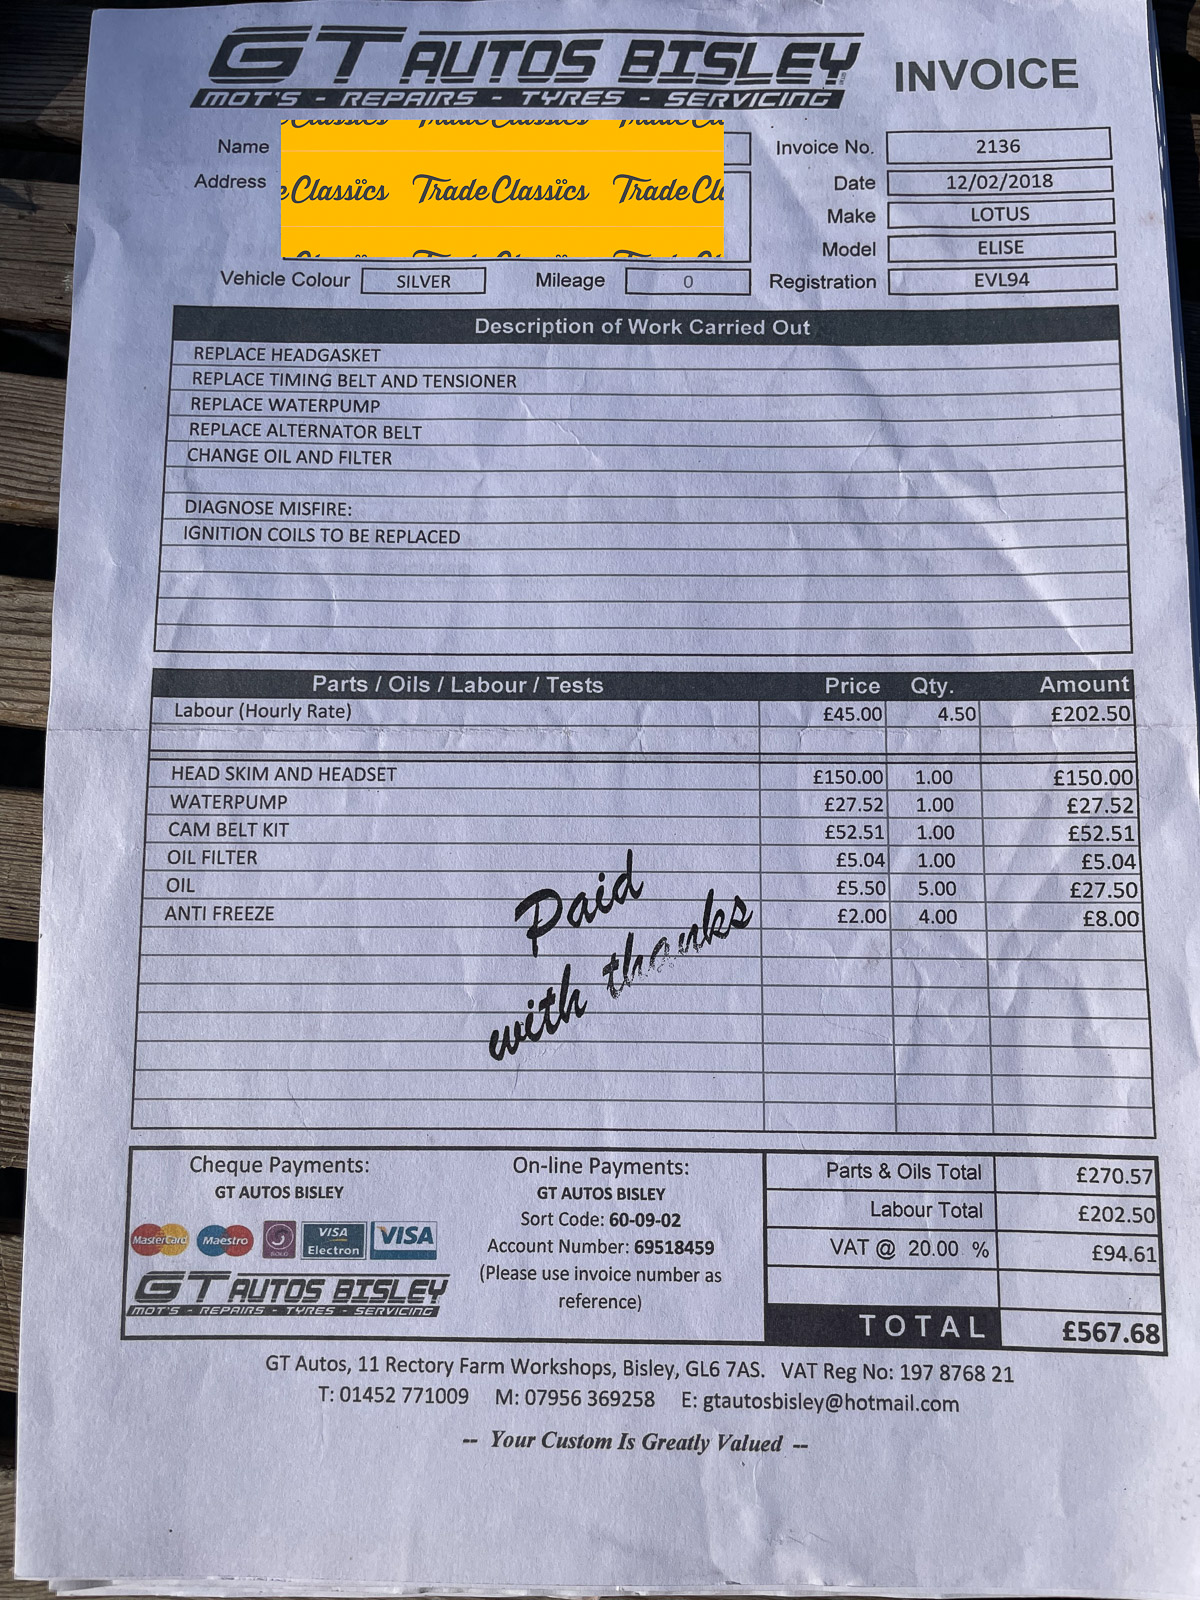 GT AUTOS BISLEY
MOT'S - REPAIRS - TYRES - SERVICING
INVOICE
Name
Address
Trade Classics
Invoice No. 2136
Date 12/02/2018
Make LOTUS
Model ELISE
Vehicle Colour SILVER Mileage 0 Registration EVL94
Description of Work Carried Out
REPLACE HEADGASKET
REPLACE TIMING BELT AND TENSIONER
REPLACE WATERPUMP
REPLACE ALTERNATOR BELT
CHANGE OIL AND FILTER
DIAGNOSE MISFIRE:
IGNITION COILS TO BE REPLACED
Parts / Oils / Labour / Tests Price Qty. Amount
Labour (Hourly Rate) £45.00 4.50 £202.50
HEAD SKIM AND HEADSET £150.00 1.00 £150.00
WATERPUMP £27.52 1.00 £27.52
CAM BELT KIT £52.51 1.00 £52.51
OIL FILTER £5.04 1.00 £5.04
OIL £5.50 5.00 £27.50
ANTI FREEZE £2.00 4.00 £8.00
Paid
with thanks
Cheque Payments:
GT AUTOS BISLEY
MasterCard Maestro SOLO VISA Electron VISA
GT AUTOS BISLEY
MOT'S - REPAIRS - TYRES - SERVICING
On-line Payments:
GT AUTOS BISLEY
Sort Code: 60-09-02
Account Number: 69518459
(Please use invoice number as
reference)
Parts & Oils Total £270.57
Labour Total £202.50
VAT @ 20.00 % £94.61
TOTAL £567.68
GT Autos, 11 Rectory Farm Workshops, Bisley, GL6 7AS. VAT Reg No: 197 8768 21
T: 01452 771009 M: 07956 369258 E: gtautosbisley@hotmail.com
-- Your Custom Is Greatly Valued --